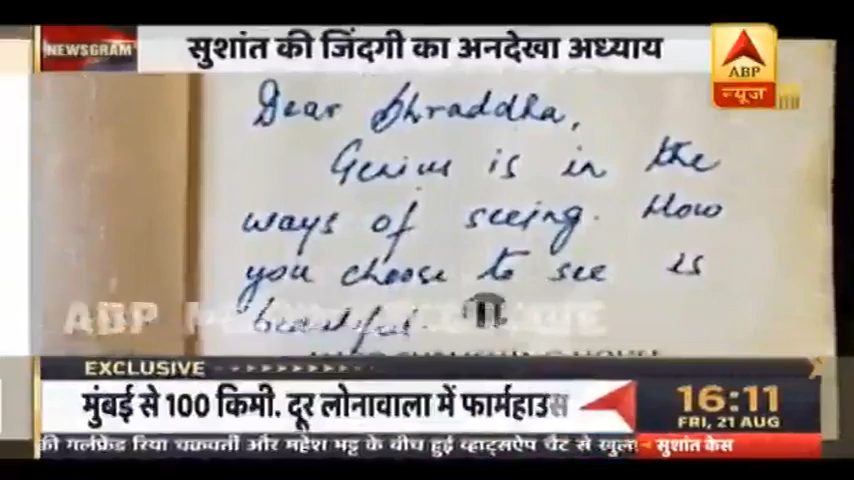 NEWSGRAM
सुशांत की जिंदगी का अनदेखा अध्याय
ABP
न्यूज़
Dear Shraddha,
Genius is in the
ways of seeing. How
you choose to see is
beautiful.
ABP
EXCLUSIVE
मुंबई से 100 किमी. दूर लोनावाला में फार्महाउस
16:11
FRI, 21 AUG
की गर्लफ्रेंड रिया चक्रवर्ती और महेश भट्ट के बीच हुई व्हाट्सऐप चैट से खुला
सुशांत केस